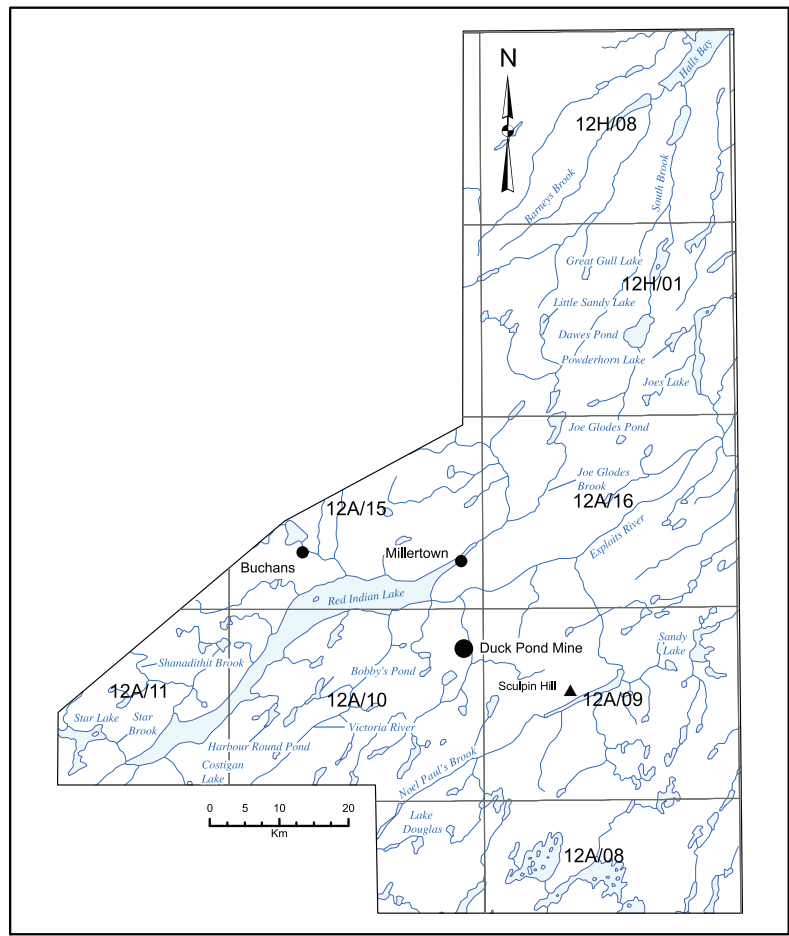 Halls Bay
N
12H/08
Barneys Brook
South Brook
Great Gull Lake
12H/01
Little Sandy Lake
Dawes Pond
Powderhorn Lake
Joes Lake
Joe Glodes Pond
Joe Glodes
Brook
12A/16
12A/15
Exploits River
Millertown
Buchans
Red Indian Lake
Sandy
Lake
Duck Pond Mine
Shanadithit Brook
Bobby's Pond
Sculpin Hill
12A/11
12A/10
12A/09
Star Lake
Star
Brook
Victoria River
Harbour Round Pond
Costigan
Lake
Noel Paul's Brook
0 5 10 20
Km
Lake
Douglas
12A/08